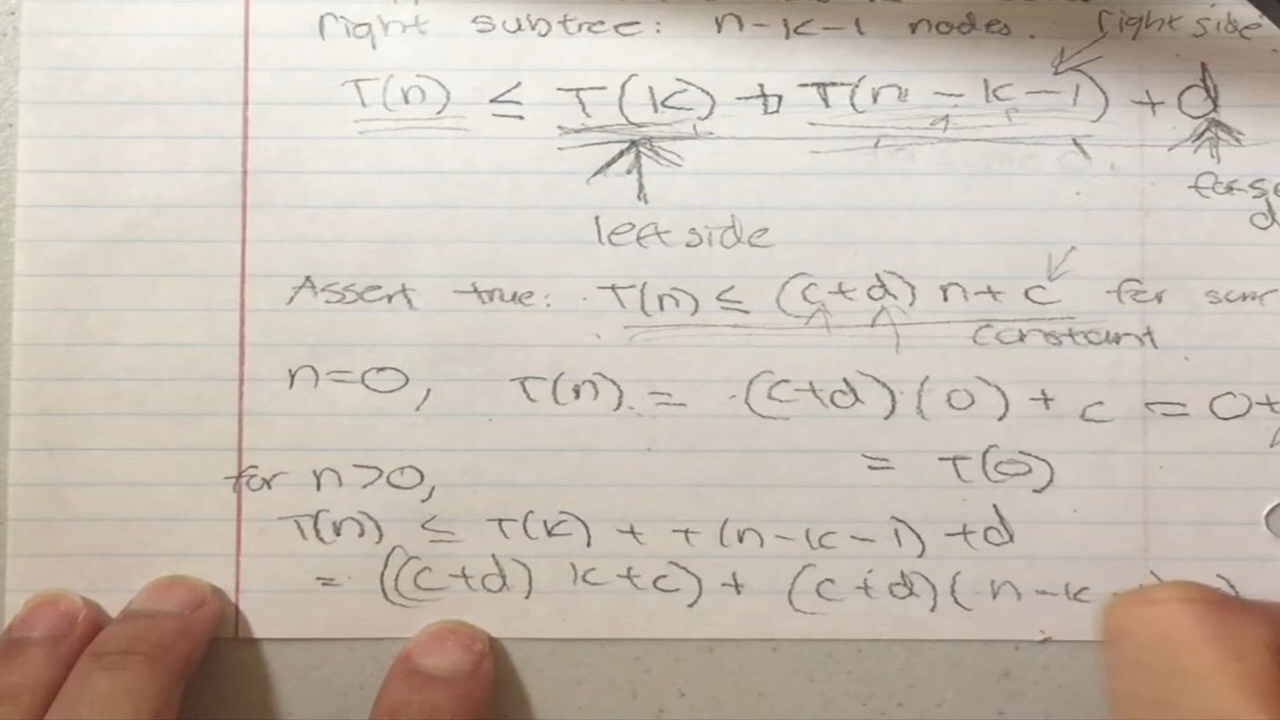 right subtree: n-k-1 nodes. right side
T(n) ≤ T(k) + T(n-k-1) + d
left side
Assert true: T(n) ≤ (c+d) n + c for
constant
n=0, T(n) = (c+d)(0) + c = 0+
= T(0)
for n>0,
T(n) ≤ T(k) + T(n-k-1) + d
= ((c+d) k+c) + (c+d)(n-k